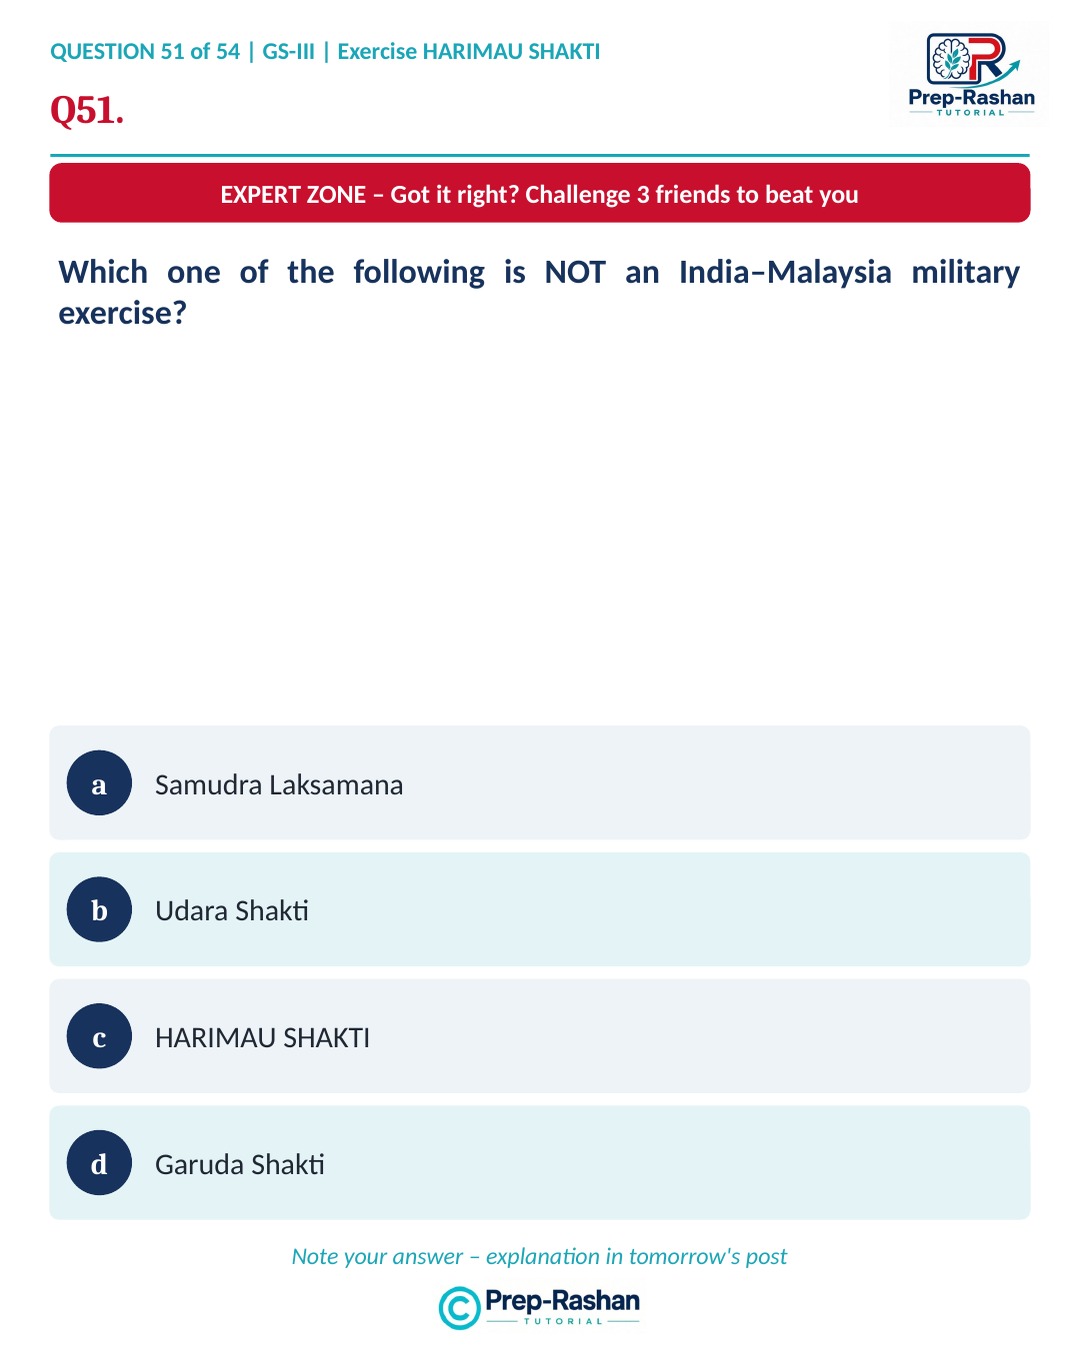 QUESTION 51 of 54 | GS-III | Exercise HARIMAU SHAKTI
Prep-Rashan
TUTORIAL
Q51.
EXPERT ZONE – Got it right? Challenge 3 friends to beat you
Which one of the following is NOT an India–Malaysia military
exercise?
a Samudra Laksamana
b Udara Shakti
c HARIMAU SHAKTI
d Garuda Shakti
Note your answer – explanation in tomorrow's post
© Prep-Rashan
TUTORIAL